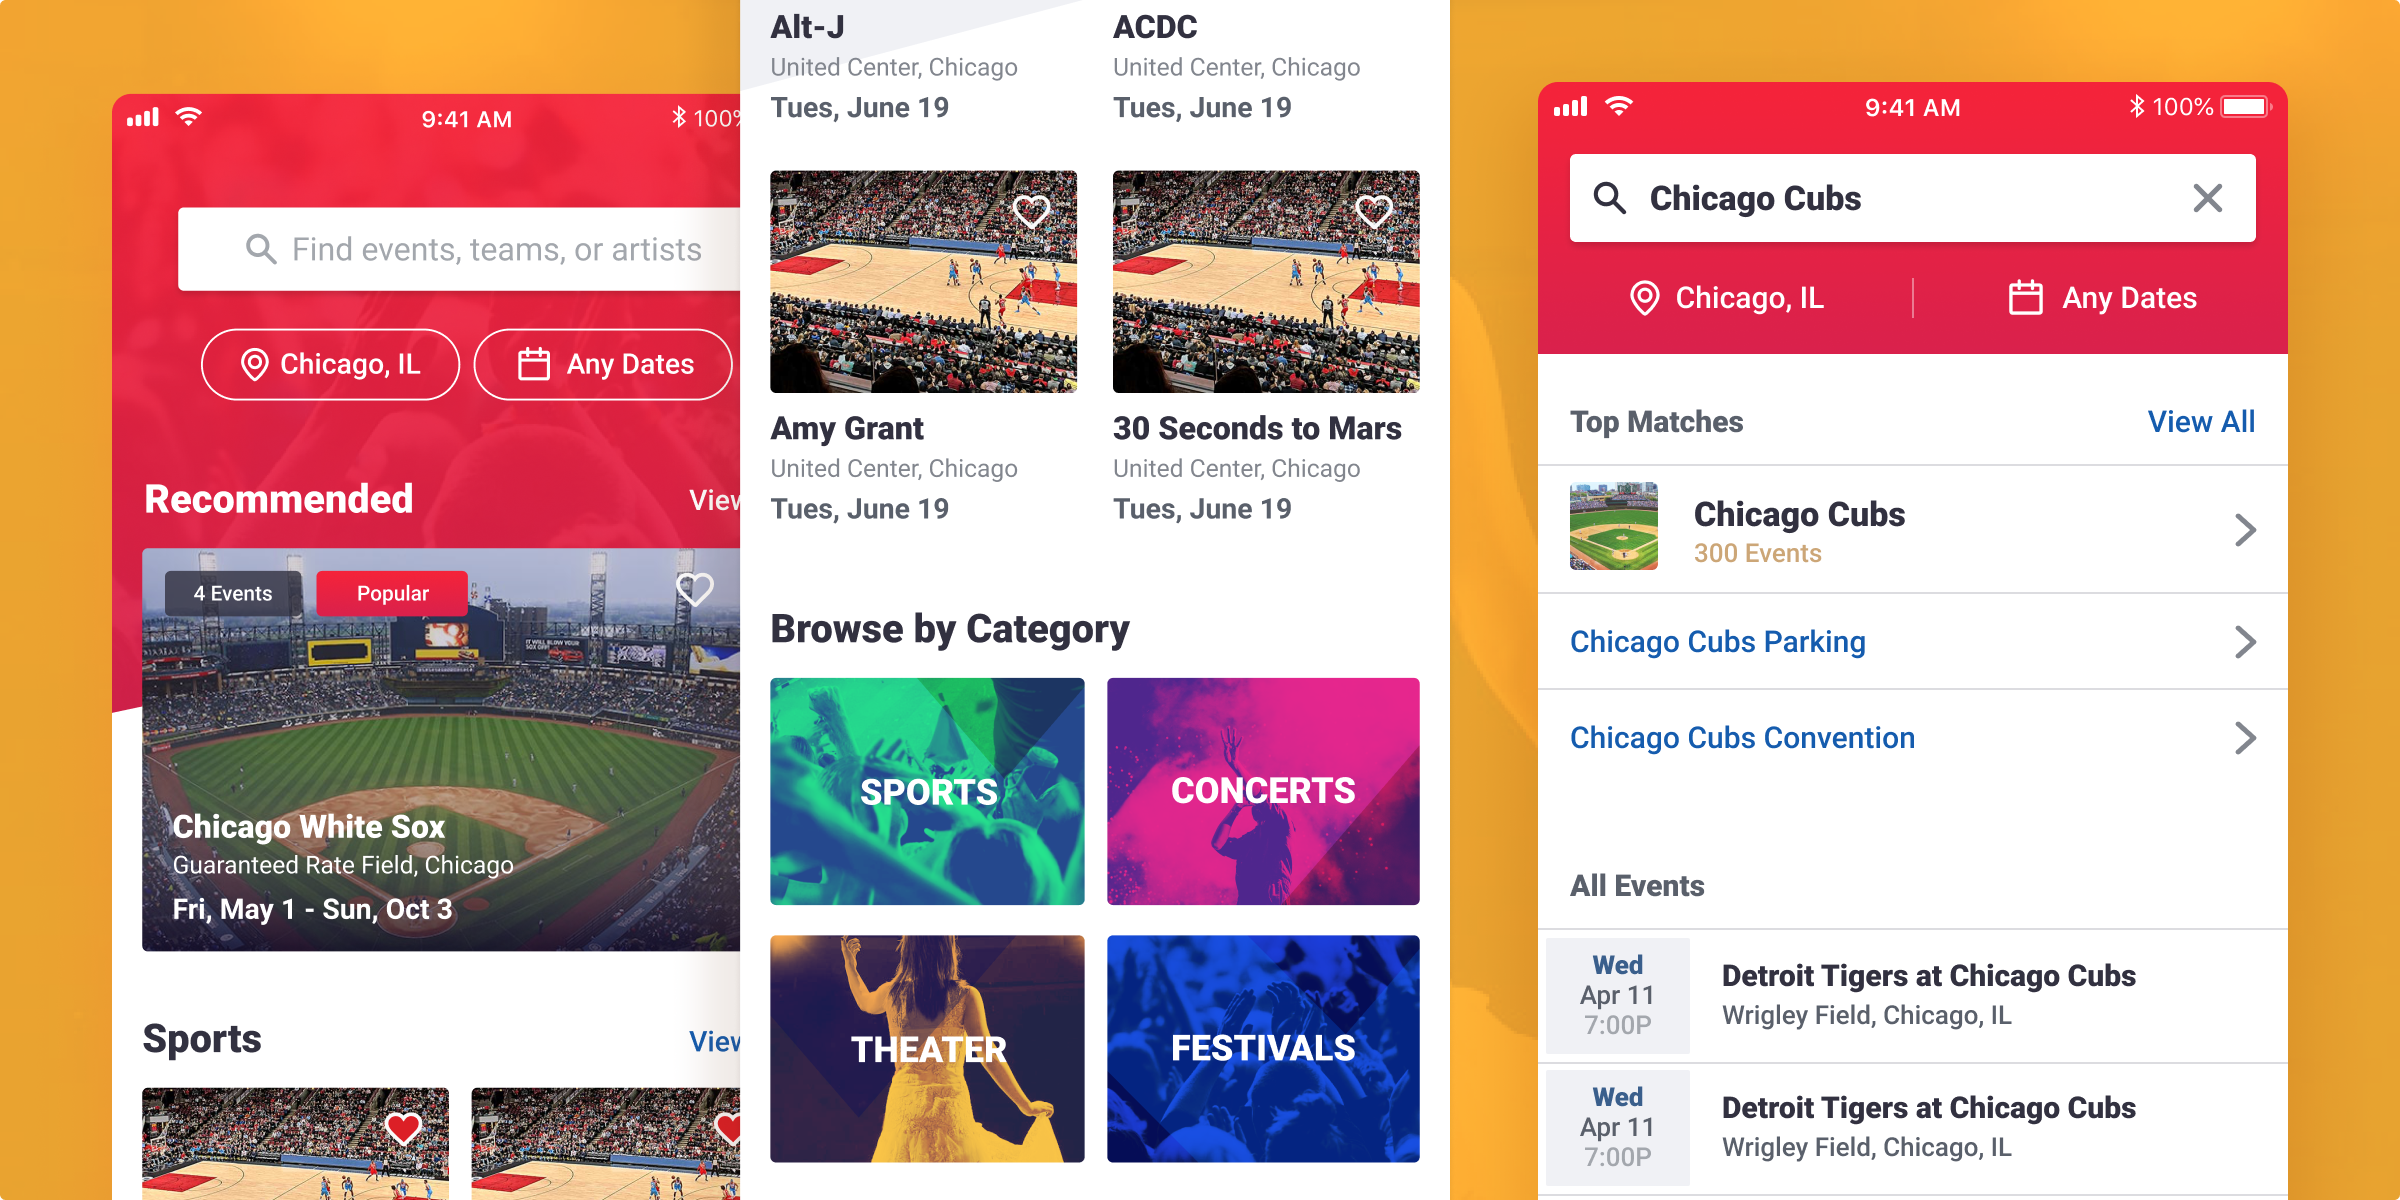 9:41 AM
100%
Find events, teams, or artists
Chicago, IL
Any Dates
Recommended
View
4 Events
Popular
IT WILL BLOW YOUR
SOX OFF!
Chicago White Sox
Guaranteed Rate Field, Chicago
Fri, May 1 - Sun, Oct 3
Sports
View
Alt-J
United Center, Chicago
Tues, June 19
ACDC
United Center, Chicago
Tues, June 19
Amy Grant
United Center, Chicago
Tues, June 19
30 Seconds to Mars
United Center, Chicago
Tues, June 19
Browse by Category
SPORTS
CONCERTS
THEATER
FESTIVALS
9:41 AM
100%
Chicago Cubs
Chicago, IL
Any Dates
Top Matches
View All
Chicago Cubs
300 Events
Chicago Cubs Parking
Chicago Cubs Convention
All Events
Wed
Apr 11
7:00P
Detroit Tigers at Chicago Cubs
Wrigley Field, Chicago, IL
Wed
Apr 11
7:00P
Detroit Tigers at Chicago Cubs
Wrigley Field, Chicago, IL